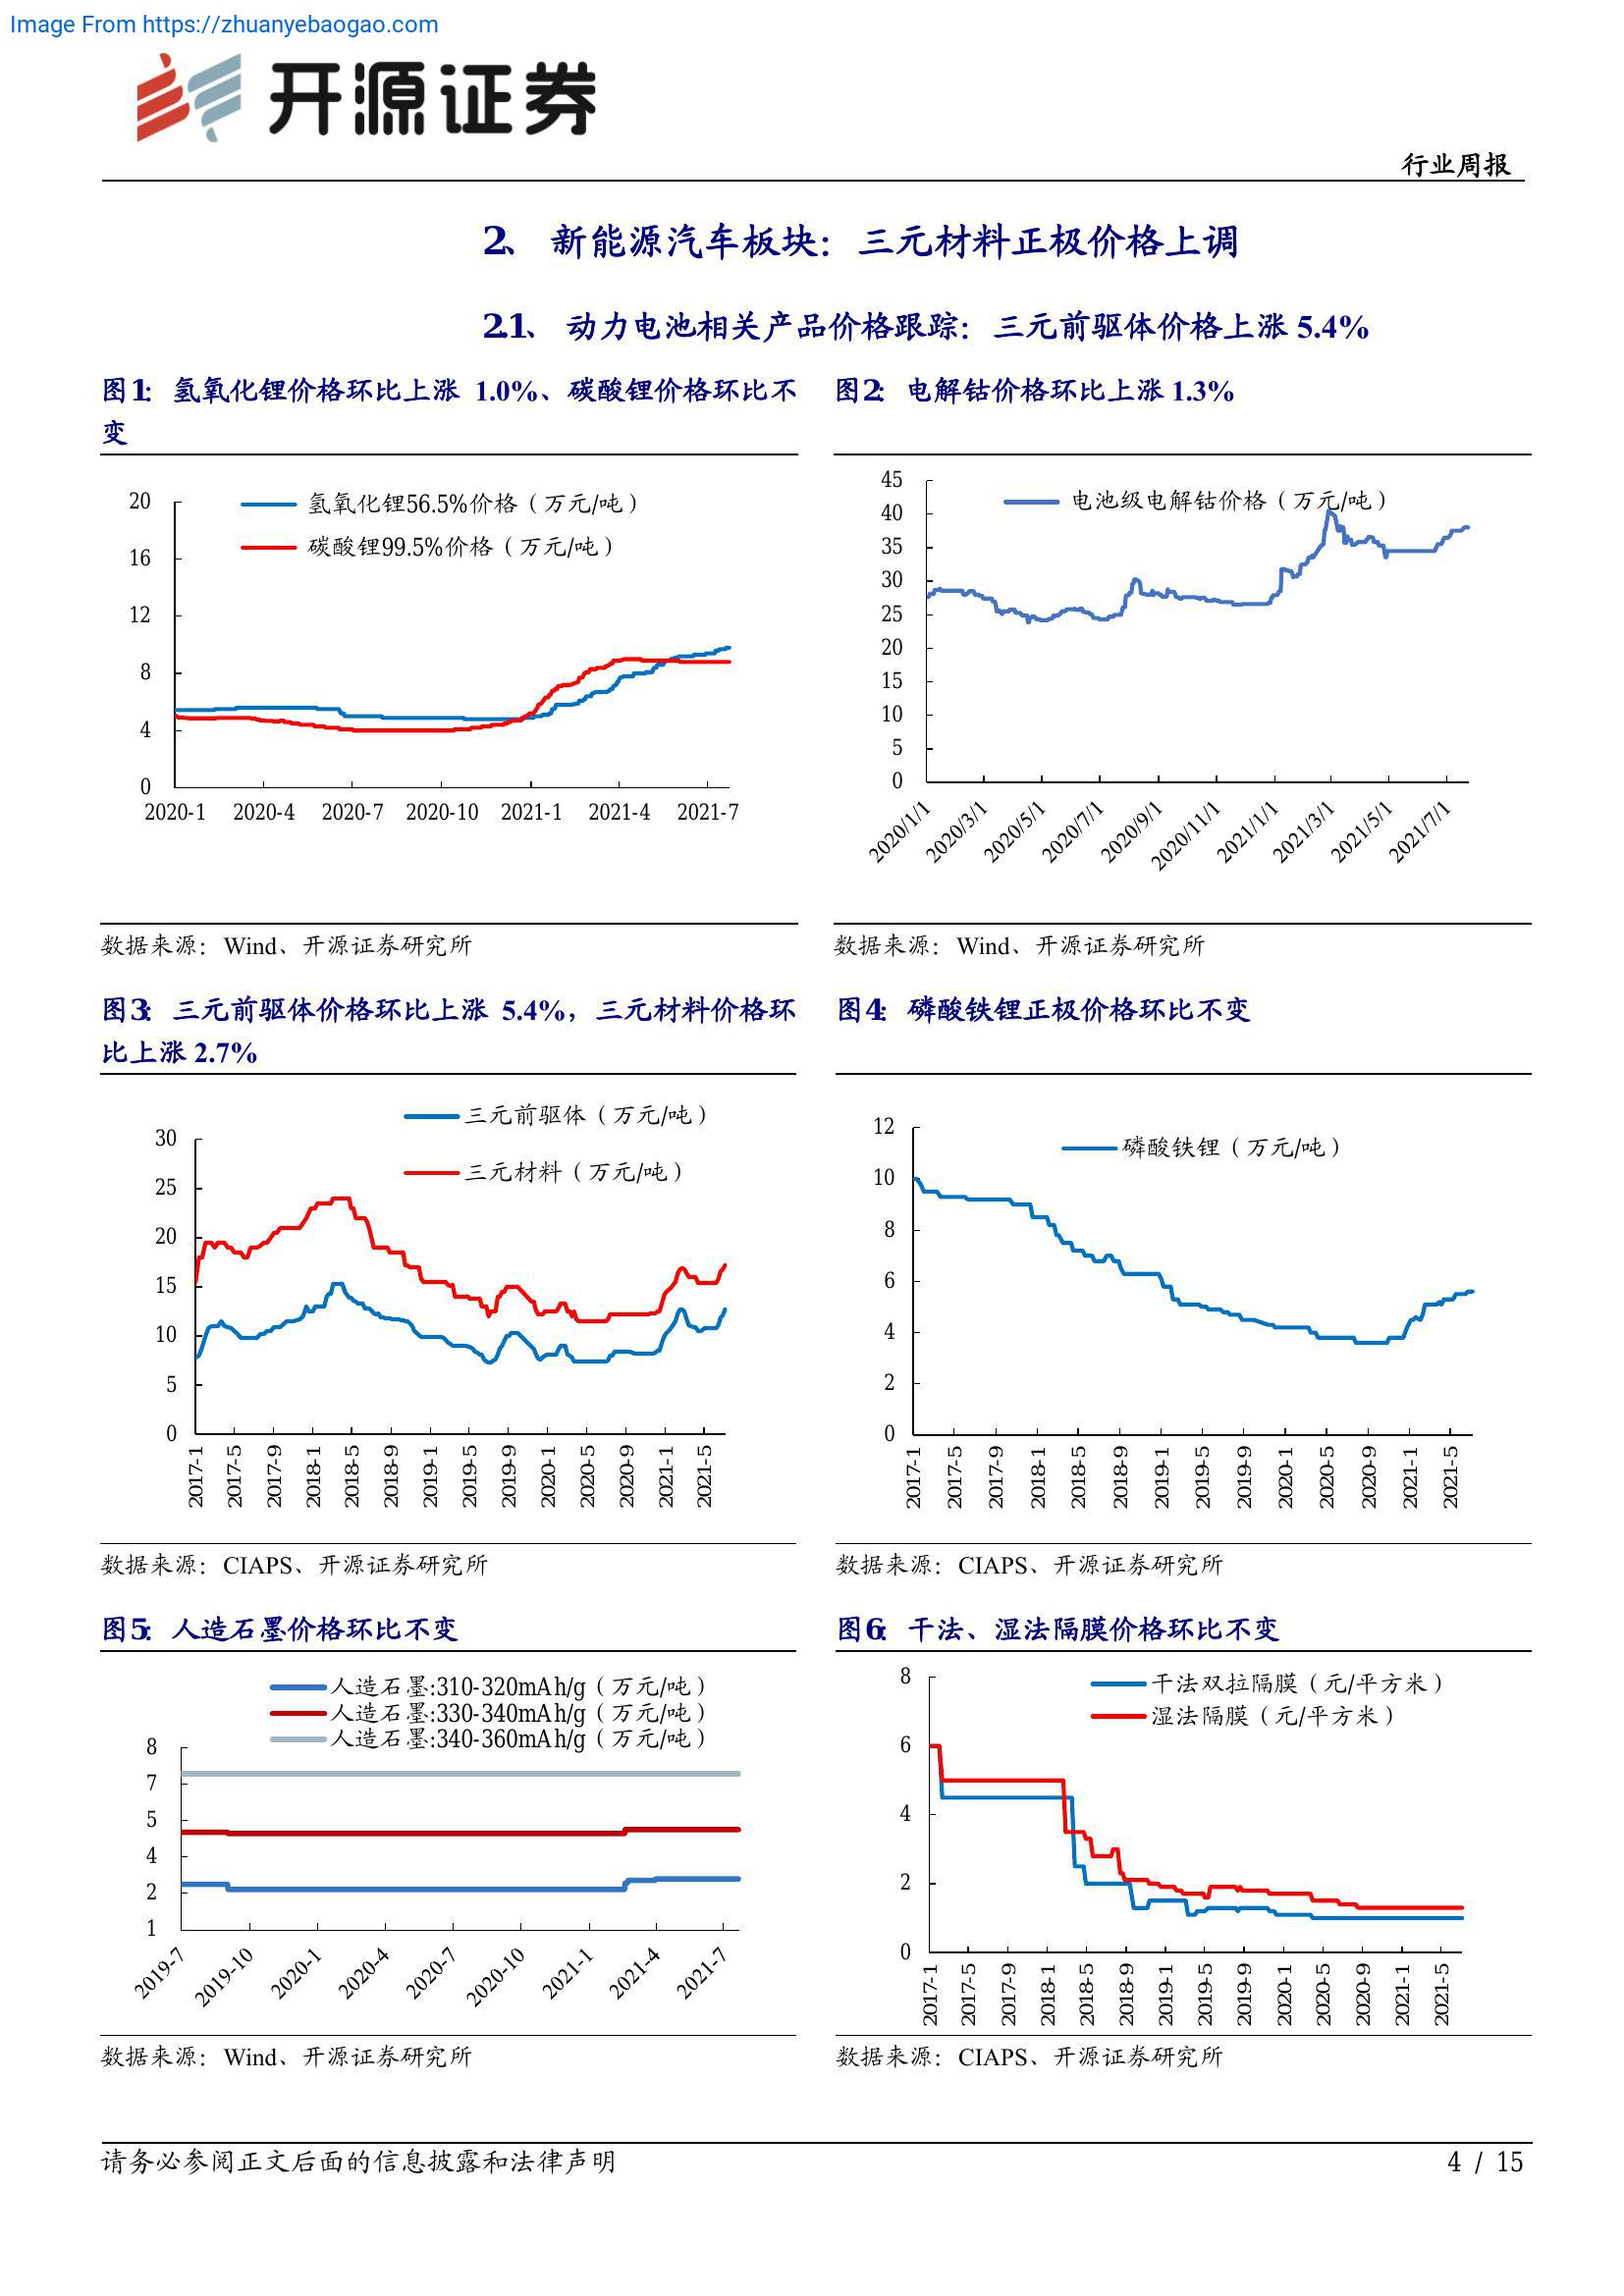 Image From https://zhuanyebaogao.com
开源证券
行业周报
2、 新能源汽车板块：三元材料正极价格上调
2.1、 动力电池相关产品价格跟踪：三元前驱体价格上涨 5.4%
图1： 氢氧化锂价格环比上涨 1.0%、碳酸锂价格环比不
变
图2： 电解钴价格环比上涨 1.3%
氢氧化锂56.5%价格（万元/吨）
碳酸锂99.5%价格（万元/吨）
20
16
12
8
4
0
2020-1 2020-4 2020-7 2020-10 2021-1 2021-4 2021-7
电池级电解钴价格（万元/吨）
45
40
35
30
25
20
15
10
5
0
2020/1/1 2020/3/1 2020/5/1 2020/7/1 2020/9/1 2020/11/1 2021/1/1 2021/3/1 2021/5/1 2021/7/1
数据来源：Wind、开源证券研究所
数据来源：Wind、开源证券研究所
图3： 三元前驱体价格环比上涨 5.4%，三元材料价格环
比上涨 2.7%
图4： 磷酸铁锂正极价格环比不变
三元前驱体（万元/吨）
三元材料（万元/吨）
30
25
20
15
10
5
0
2017-1 2017-5 2017-9 2018-1 2018-5 2018-9 2019-1 2019-5 2019-9 2020-1 2020-5 2020-9 2021-1 2021-5
磷酸铁锂（万元/吨）
12
10
8
6
4
2
0
2017-1 2017-5 2017-9 2018-1 2018-5 2018-9 2019-1 2019-5 2019-9 2020-1 2020-5 2020-9 2021-1 2021-5
数据来源：CIAPS、开源证券研究所
数据来源：CIAPS、开源证券研究所
图5： 人造石墨价格环比不变
图6： 干法、湿法隔膜价格环比不变
人造石墨:310-320mAh/g（万元/吨）
人造石墨:330-340mAh/g（万元/吨）
人造石墨:340-360mAh/g（万元/吨）
8
7
5
4
2
1
2019-7 2019-10 2020-1 2020-4 2020-7 2020-10 2021-1 2021-4 2021-7
干法双拉隔膜（元/平方米）
湿法隔膜（元/平方米）
8
6
4
2
0
2017-1 2017-5 2017-9 2018-1 2018-5 2018-9 2019-1 2019-5 2019-9 2020-1 2020-5 2020-9 2021-1 2021-5
数据来源：Wind、开源证券研究所
数据来源：CIAPS、开源证券研究所
请务必参阅正文后面的信息披露和法律声明
4 / 15